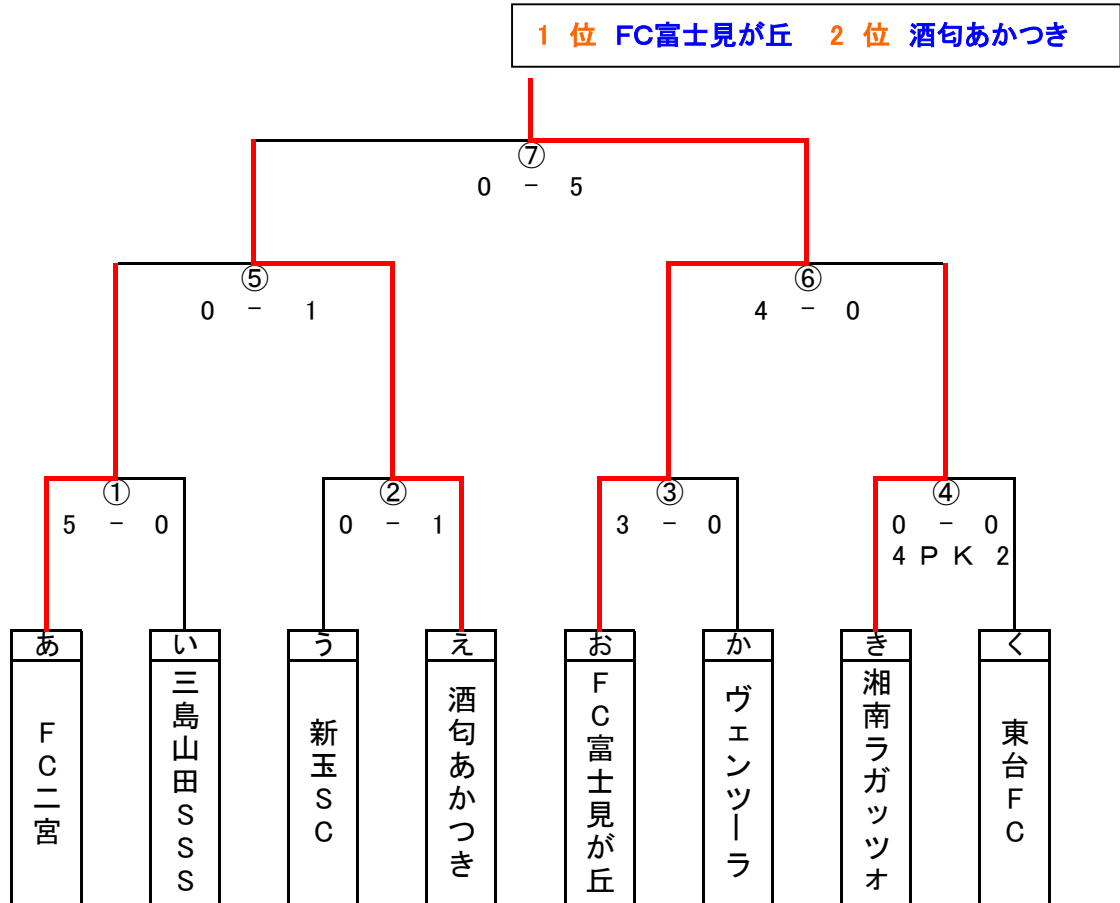 1 位 FC富士見が丘 2 位 酒匂あかつき
⑦
0 － 5
⑤ ⑥
0 － 1 4 － 0
① ② ③ ④
5 － 0 0 － 1 3 － 0 0 － 0
4 P K 2
あ い う え お か き く
FC二宮
三島山田SSS
新玉SC
酒匂あかつき
FC富士見が丘
ヴェンツーラ
湘南ラガッツォ
東台FC